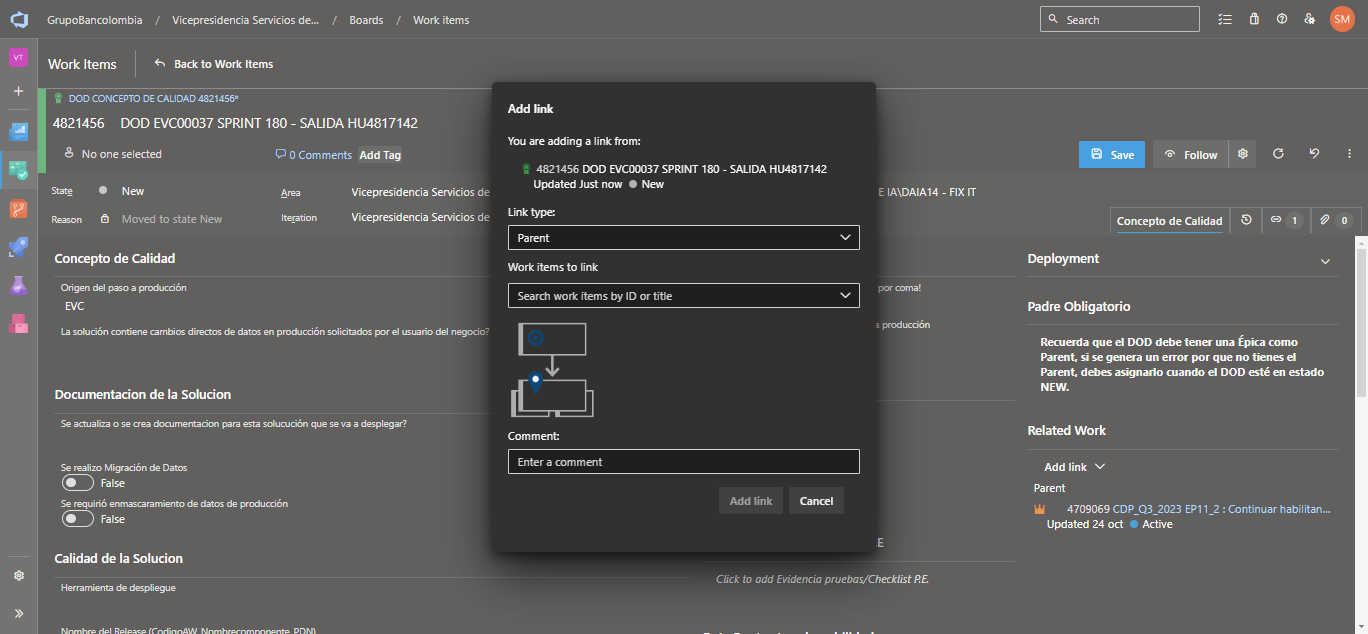 GrupoBancolombia / Vicepresidencia Servicios de... / Boards / Work items
Search
SM
VT
Work Items
Back to Work Items
DOD CONCEPTO DE CALIDAD 4821456*
4821456 DOD EVC00037 SPRINT 180 - SALIDA HU4817142
No one selected
0 Comments
Add Tag
Save
Follow
State
New
Area
Vicepresidencia Servicios de
E IA\DAIA14 - FIX IT
Reason
Moved to state New
Iteration
Vicepresidencia Servicios de
Concepto de Calidad
1
0
Concepto de Calidad
Origen del paso a producción
EVC
La solución contiene cambios directos de datos en producción solicitados por el usuario del negocio?
Documentacion de la Solucion
Se actualiza o se crea documentacion para esta solucución que se va a desplegar?
Se realizo Migración de Datos
False
Se requirió enmascaramiento de datos de producción
False
Calidad de la Solucion
Herramienta de despliegue
Nombre del Release (CodigoAW_Nombrecomponente_PDN)
Add link
You are adding a link from:
4821456 DOD EVC00037 SPRINT 180 - SALIDA HU4817142
Updated Just now New
Link type:
Parent
Work items to link
Search work items by ID or title
Comment:
Enter a comment
Add link
Cancel
por coma!
a producción
E
Click to add Evidencia pruebas/Checklist P.E.
Deployment
Padre Obligatorio
Recuerda que el DOD debe tener una Épica como
Parent, si se genera un error por que no tienes el
Parent, debes asignarlo cuando el DOD esté en estado
NEW.
Related Work
Add link
Parent
4709069 CDP_Q3_2023 EP11_2 : Continuar habilitan...
Updated 24 oct Active